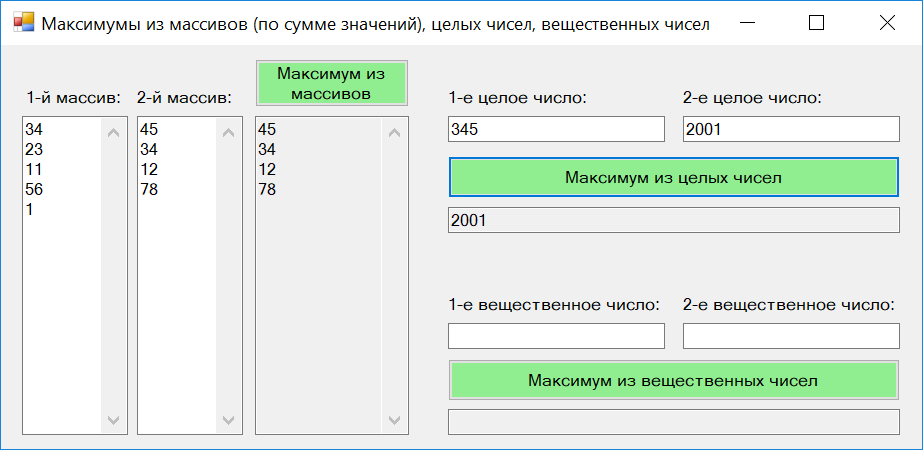 Максимумы из массивов (по сумме значений), целых чисел, вещественных чисел
1-й массив:
34
23
11
56
1
2-й массив:
45
34
12
78
Максимум из
массивов
45
34
12
78
1-е целое число:
345
2-е целое число:
2001
Максимум из целых чисел
2001
1-е вещественное число:
2-е вещественное число:
Максимум из вещественных чисел